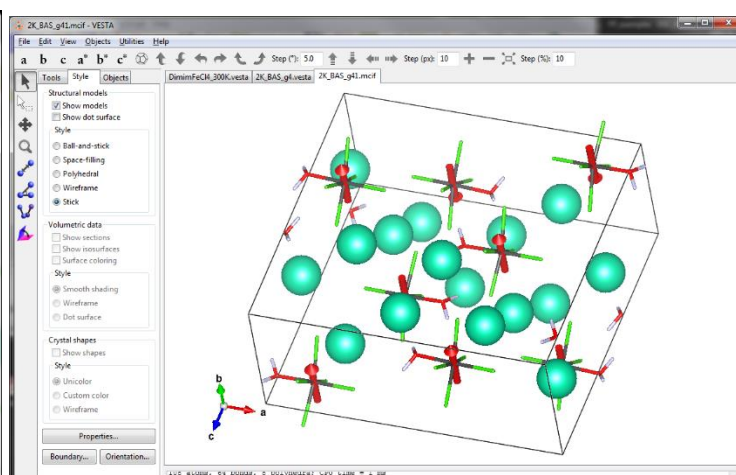 2K_BAS_g41.mcif - VESTA
File Edit View Objects Utilities Help
a b c a* b* c* Step (°): 5.0 Step (px): 10 Step (%): 10
Tools Style Objects
DimimFeCl4_300K.vesta 2K_BAS_g4.vesta 2K_BAS_g41.mcif
Structural models
Show models
Show dot surface
Style
Ball-and-stick
Space-filling
Polyhedral
Wireframe
Stick
Volumetric data
Show sections
Show isosurfaces
Surface coloring
Style
Smooth shading
Wireframe
Dot surface
Crystal shapes
Show shapes
Style
Unicolor
Custom color
Wireframe
Properties...
Boundary... Orientation...
b
a
c